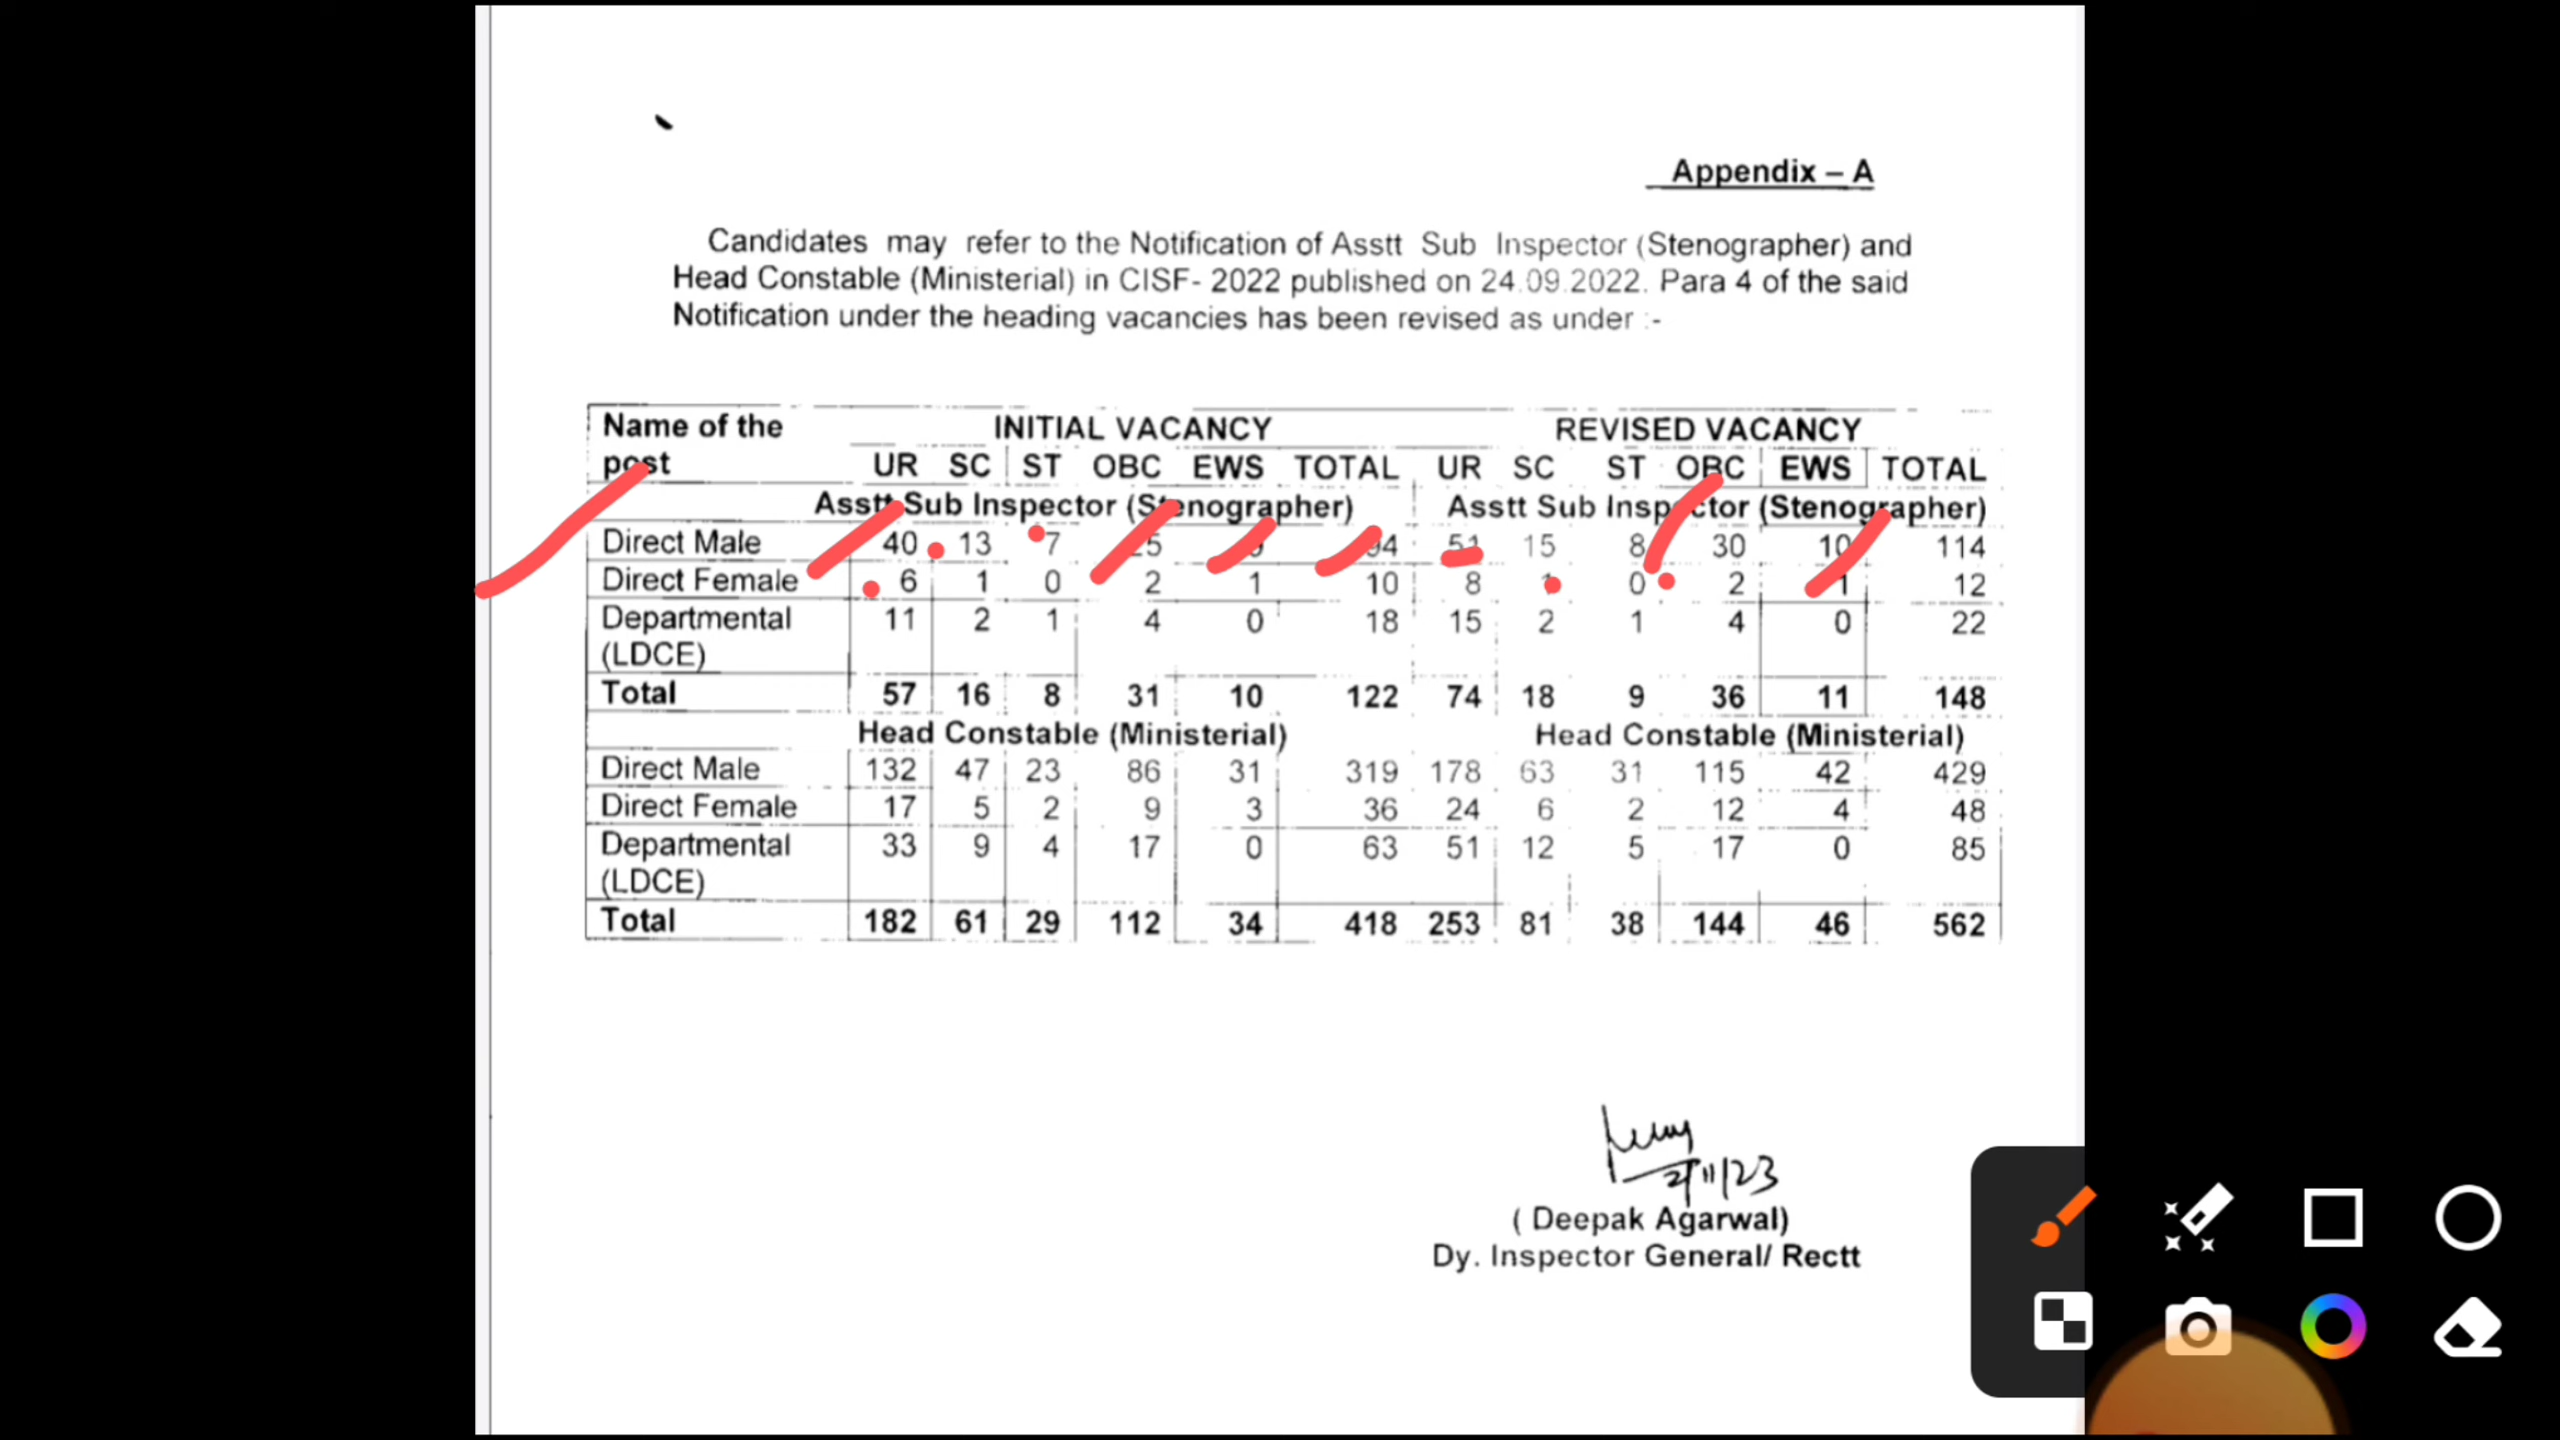 Appendix – A
Candidates may refer to the Notification of Asstt Sub Inspector (Stenographer) and
Head Constable (Ministerial) in CISF- 2022 published on 24.09.2022. Para 4 of the said
Notification under the heading vacancies has been revised as under :-
Name of the post INITIAL VACANCY REVISED VACANCY
UR SC ST OBC EWS TOTAL UR SC ST OBC EWS TOTAL
Asstt Sub Inspector (Stenographer) Asstt Sub Inspector (Stenographer)
Direct Male 40 13 7 15 8 30 10 114
Direct Female 6 1 0 2 1 10 8 0 2 1 12
Departmental (LDCE) 11 2 1 4 0 18 15 2 1 4 0 22
Total 57 16 8 31 10 122 74 18 9 36 11 148
Head Constable (Ministerial) Head Constable (Ministerial)
Direct Male 132 47 23 86 31 319 178 63 31 115 42 429
Direct Female 17 5 2 9 3 36 24 6 2 12 4 48
Departmental (LDCE) 33 9 4 17 0 63 51 12 5 17 0 85
Total 182 61 29 112 34 418 253 81 38 144 46 562
2/11/23
( Deepak Agarwal)
Dy. Inspector General/ Rectt